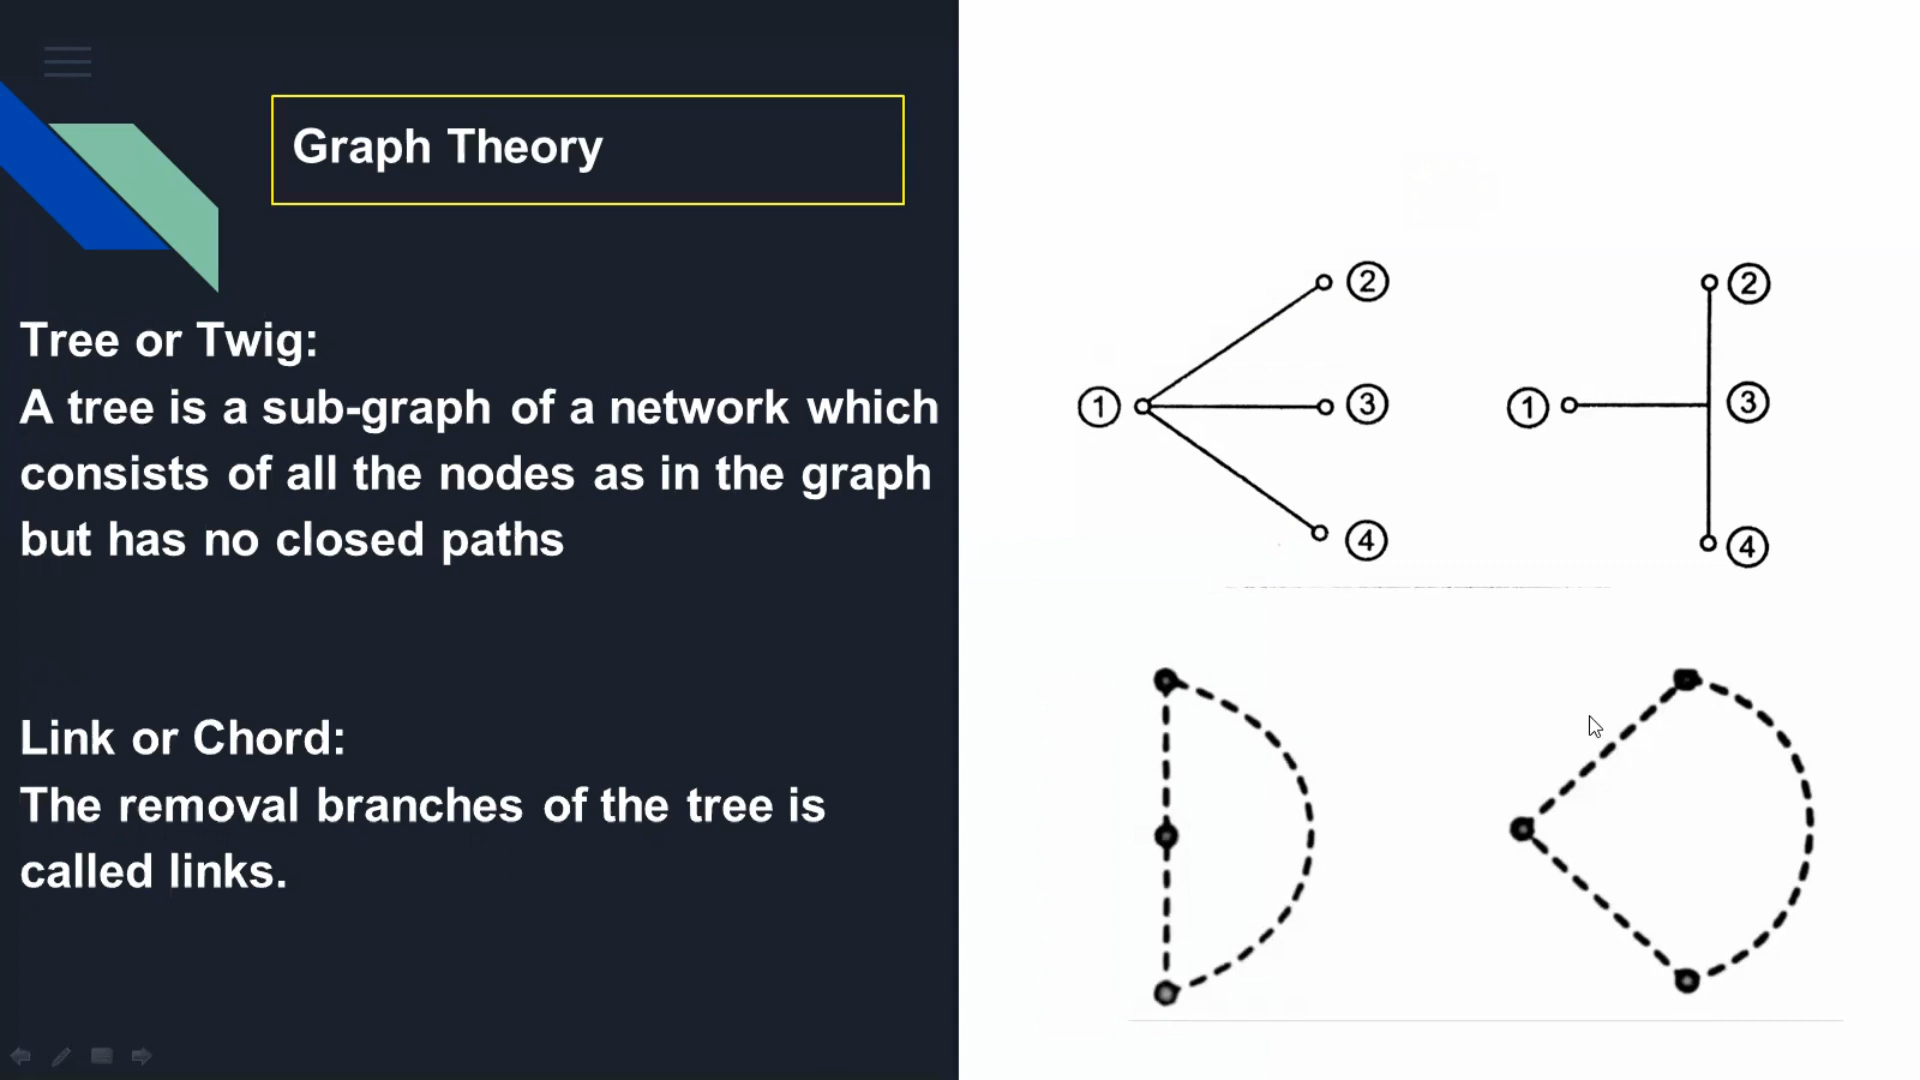 Graph Theory
Tree or Twig:
A tree is a sub-graph of a network which
consists of all the nodes as in the graph
but has no closed paths
Link or Chord:
The removal branches of the tree is
called links.
2
1
3
4
2
1
3
4